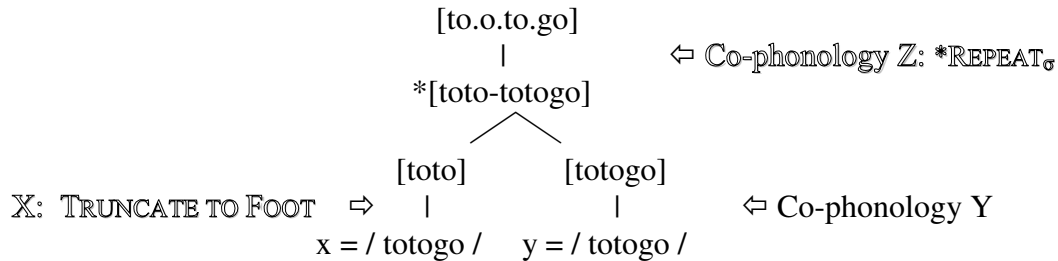 [to.o.to.go]
⇦ Co-phonology Z: *REPEATσ
*[toto-totogo]
[toto] [totogo]
X: TRUNCATE TO FOOT ⇨ ⇦ Co-phonology Y
x = / totogo / y = / totogo /